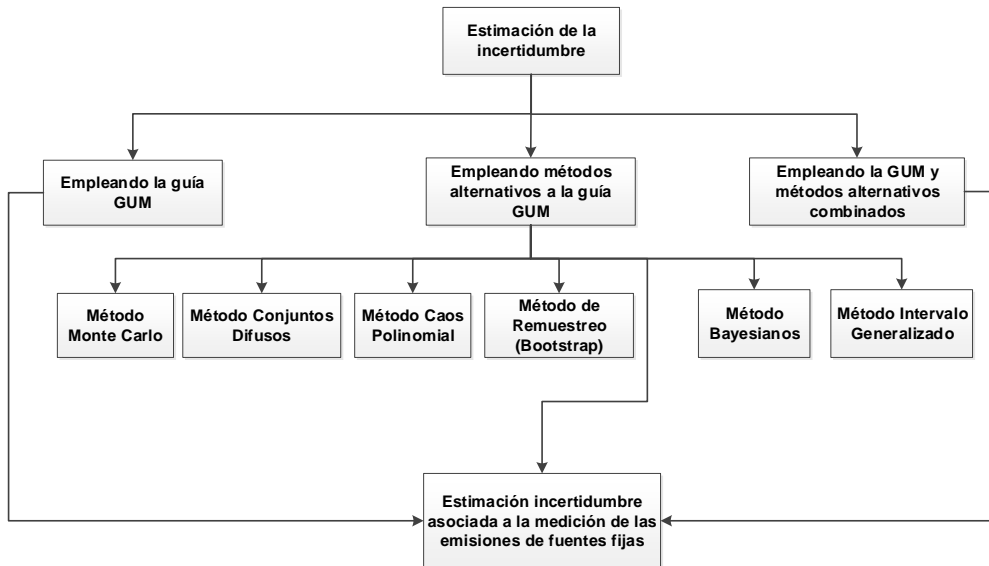 Estimación de la
incertidumbre
Empleando la guía
GUM
Empleando métodos
alternativos a la guía
GUM
Empleando la GUM y
métodos alternativos
combinados
Método
Monte Carlo
Método Conjuntos
Difusos
Método Caos
Polinomial
Método de
Remuestreo
(Bootstrap)
Método
Bayesianos
Método Intervalo
Generalizado
Estimación incertidumbre
asociada a la medición de las
emisiones de fuentes fijas